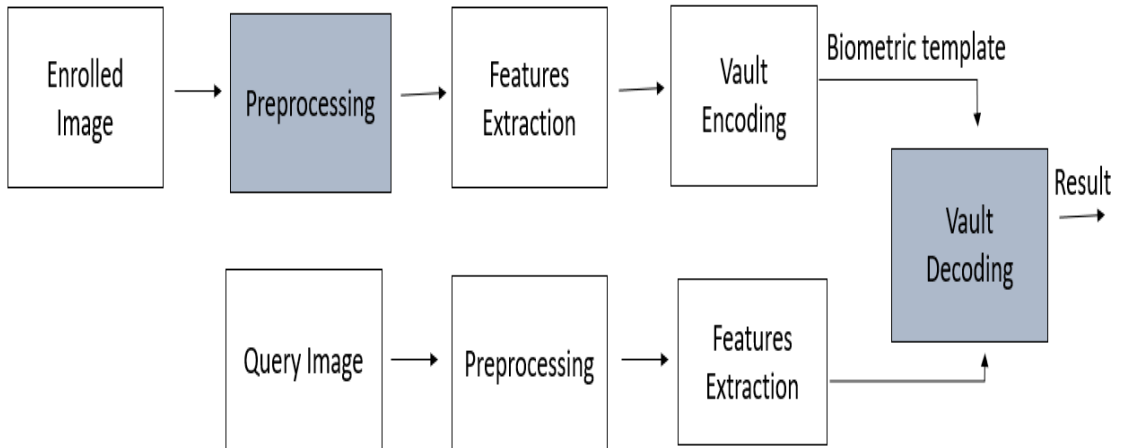 Enrolled
Image
Preprocessing
Features
Extraction
Vault
Encoding
Biometric template
Vault
Decoding
Result
Query Image
Preprocessing
Features
Extraction